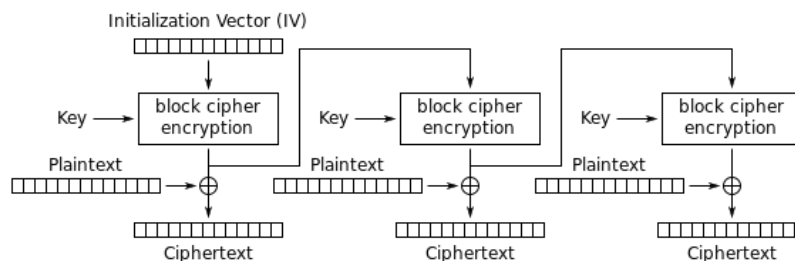 Initialization Vector (IV)
Key
block cipher
encryption
Key
block cipher
encryption
Key
block cipher
encryption
Plaintext
Plaintext
Plaintext
Ciphertext
Ciphertext
Ciphertext